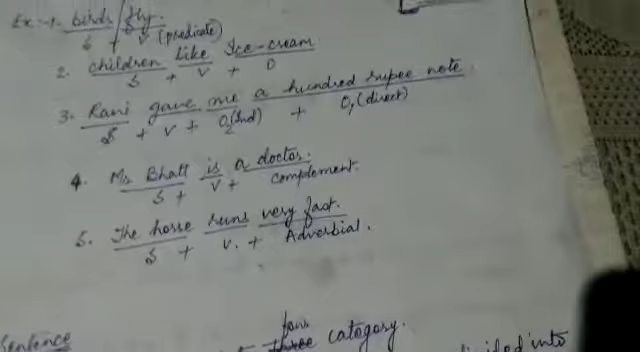 Ex-1. birds / fly.
S + V (predicate)
2. children like Ice-cream
S + V + O
3. Rani gave me a hundred rupee note.
S + V + O2(Ind) + O1(direct)
4. Mr Bhatt is a doctor.
S + V + complement.
5. The horse runs very fast.
S + V. + Adverbial.
Sentence
four
three catogary.
divided into